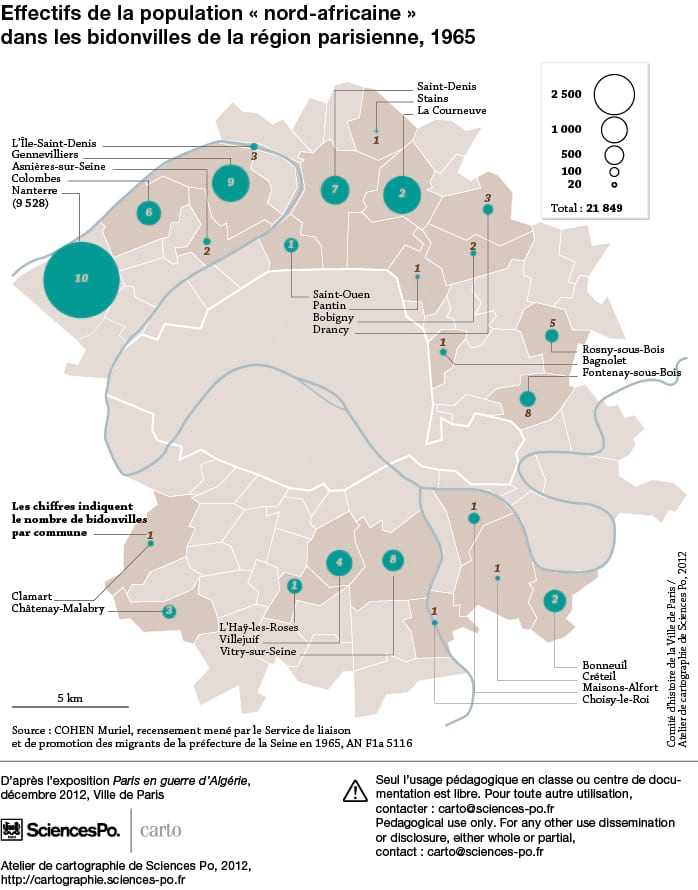 Effectifs de la population « nord-africaine »
dans les bidonvilles de la région parisienne, 1965
2 500
1 000
500
100
20
Total : 21 849
Saint-Denis
Stains
La Courneuve
L'Île-Saint-Denis
Gennevilliers
Asnières-sur-Seine
Colombes
Nanterre
(9 528)
1
3
9
7
2
3
6
2
1
2
10
1
Saint-Ouen
Pantin
Bobigny
Drancy
1
5
Rosny-sous-Bois
Bagnolet
Fontenay-sous-Bois
8
Les chiffres indiquent
le nombre de bidonvilles
par commune
1
1
4
8
1
1
2
3
1
Clamart
Châtenay-Malabry
L'Haÿ-les-Roses
Villejuif
Vitry-sur-Seine
Bonneuil
Créteil
Maisons-Alfort
Choisy-le-Roi
5 km
Comité d'histoire de la Ville de Paris /
Atelier de cartographie de Sciences Po, 2012
Source : COHEN Muriel, recensement mené par le Service de liaison
et de promotion des migrants de la préfecture de la Seine en 1965, AN F1a 5116
D'après l'exposition Paris en guerre d'Algérie,
décembre 2012, Ville de Paris
SciencesPo.
carto
Atelier de cartographie de Sciences Po, 2012,
http://cartographie.sciences-po.fr
Seul l'usage pédagogique en classe ou centre de docu-
mentation est libre. Pour toute autre utilisation,
contacter : carto@sciences-po.fr
Pedagogical use only. For any other use dissemination
or disclosure, either whole or partial,
contact : carto@sciences-po.fr